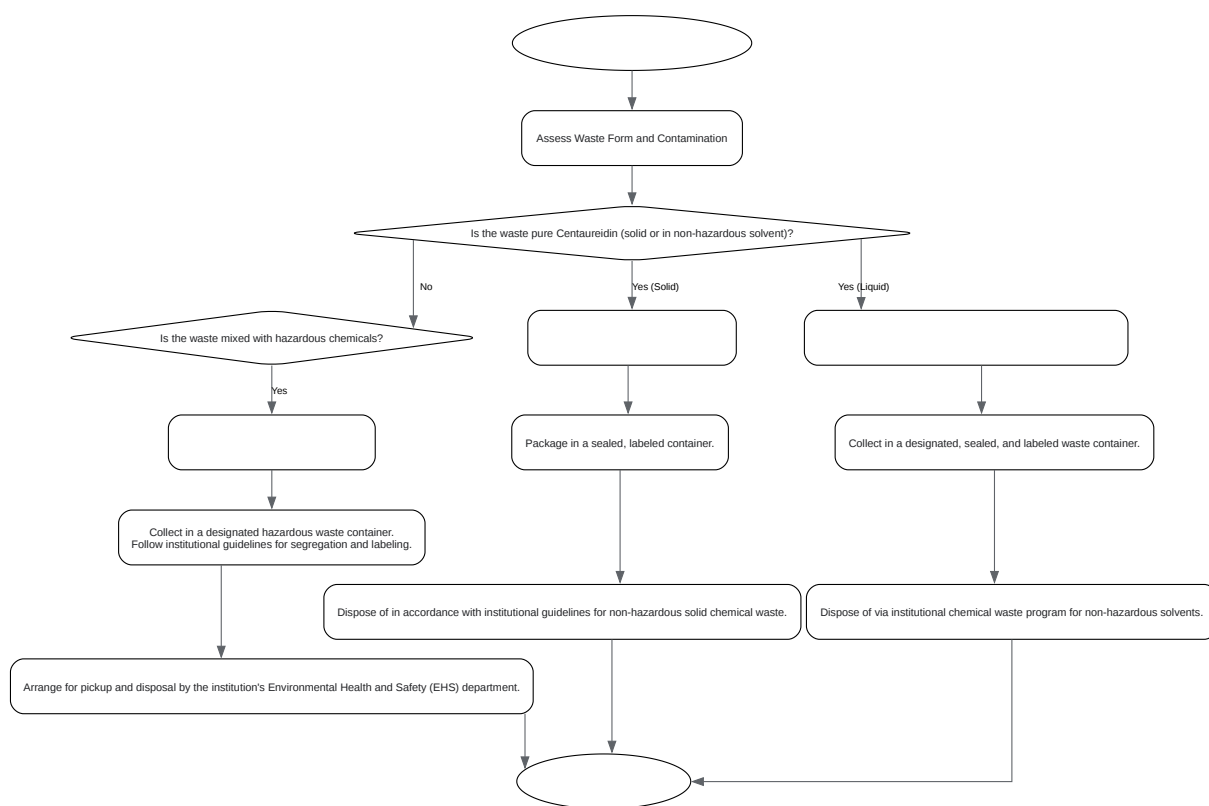 Assess Waste Form and Contamination
Is the waste pure Centaureidin (solid or in non-hazardous solvent)?
No
Yes (Solid)
Yes (Liquid)
Is the waste mixed with hazardous chemicals?
Yes
Package in a sealed, labeled container.
Collect in a designated, sealed, and labeled waste container.
Collect in a designated hazardous waste container.
Follow institutional guidelines for segregation and labeling.
Dispose of in accordance with institutional guidelines for non-hazardous solid chemical waste.
Dispose of via institutional chemical waste program for non-hazardous solvents.
Arrange for pickup and disposal by the institution's Environmental Health and Safety (EHS) department.